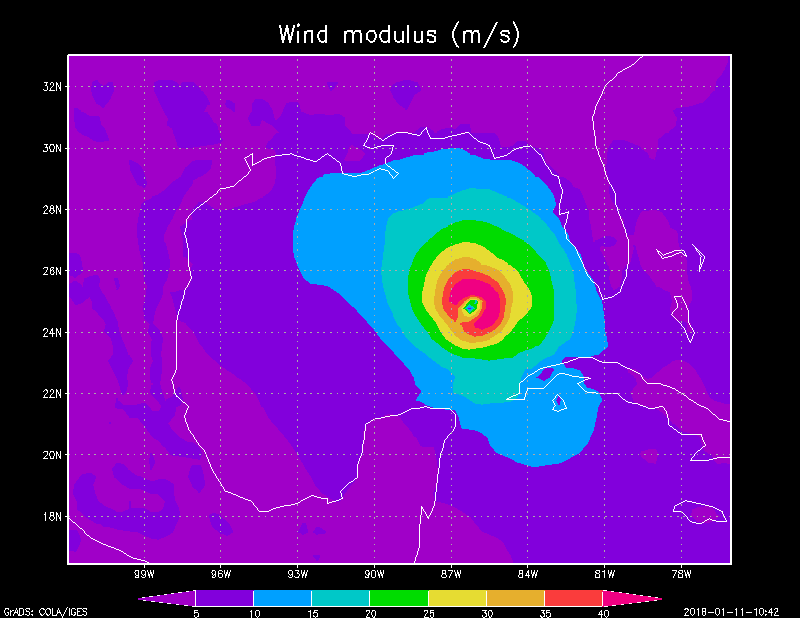 Wind modulus (m/s)
32N
30N
28N
26N
24N
22N
20N
18N
99W 96W 93W 90W 87W 84W 81W 78W
5 10 15 20 25 30 35 40
GrADS: COLA/IGES 2018-01-11-10:42